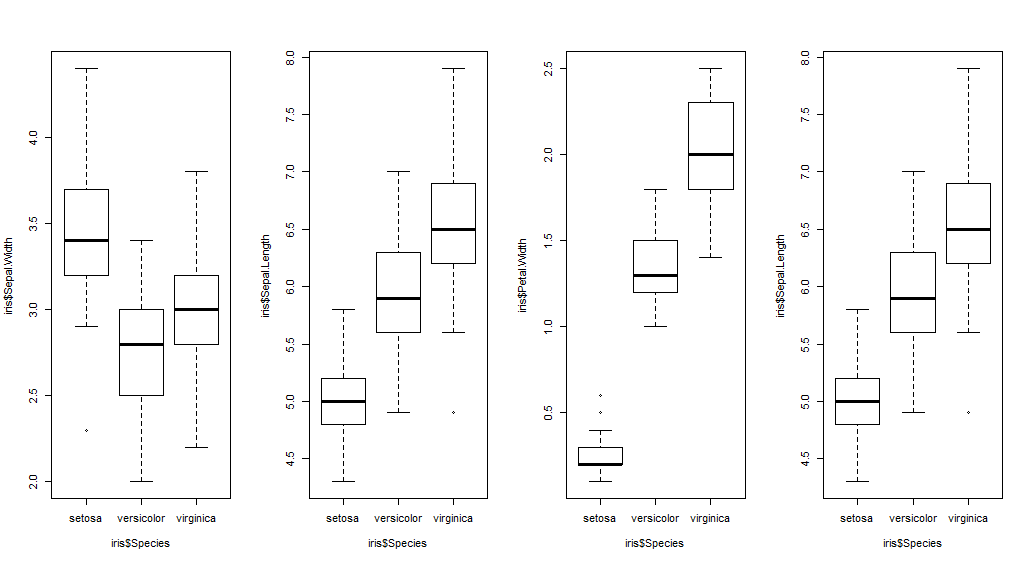 iris$Sepal.Width
4.0
3.5
3.0
2.5
2.0
setosa versicolor virginica
iris$Species
iris$Sepal.Length
8.0
7.5
7.0
6.5
6.0
5.5
5.0
4.5
setosa versicolor virginica
iris$Species
iris$Petal.Width
2.5
2.0
1.5
1.0
0.5
setosa versicolor virginica
iris$Species
iris$Sepal.Length
8.0
7.5
7.0
6.5
6.0
5.5
5.0
4.5
setosa versicolor virginica
iris$Species